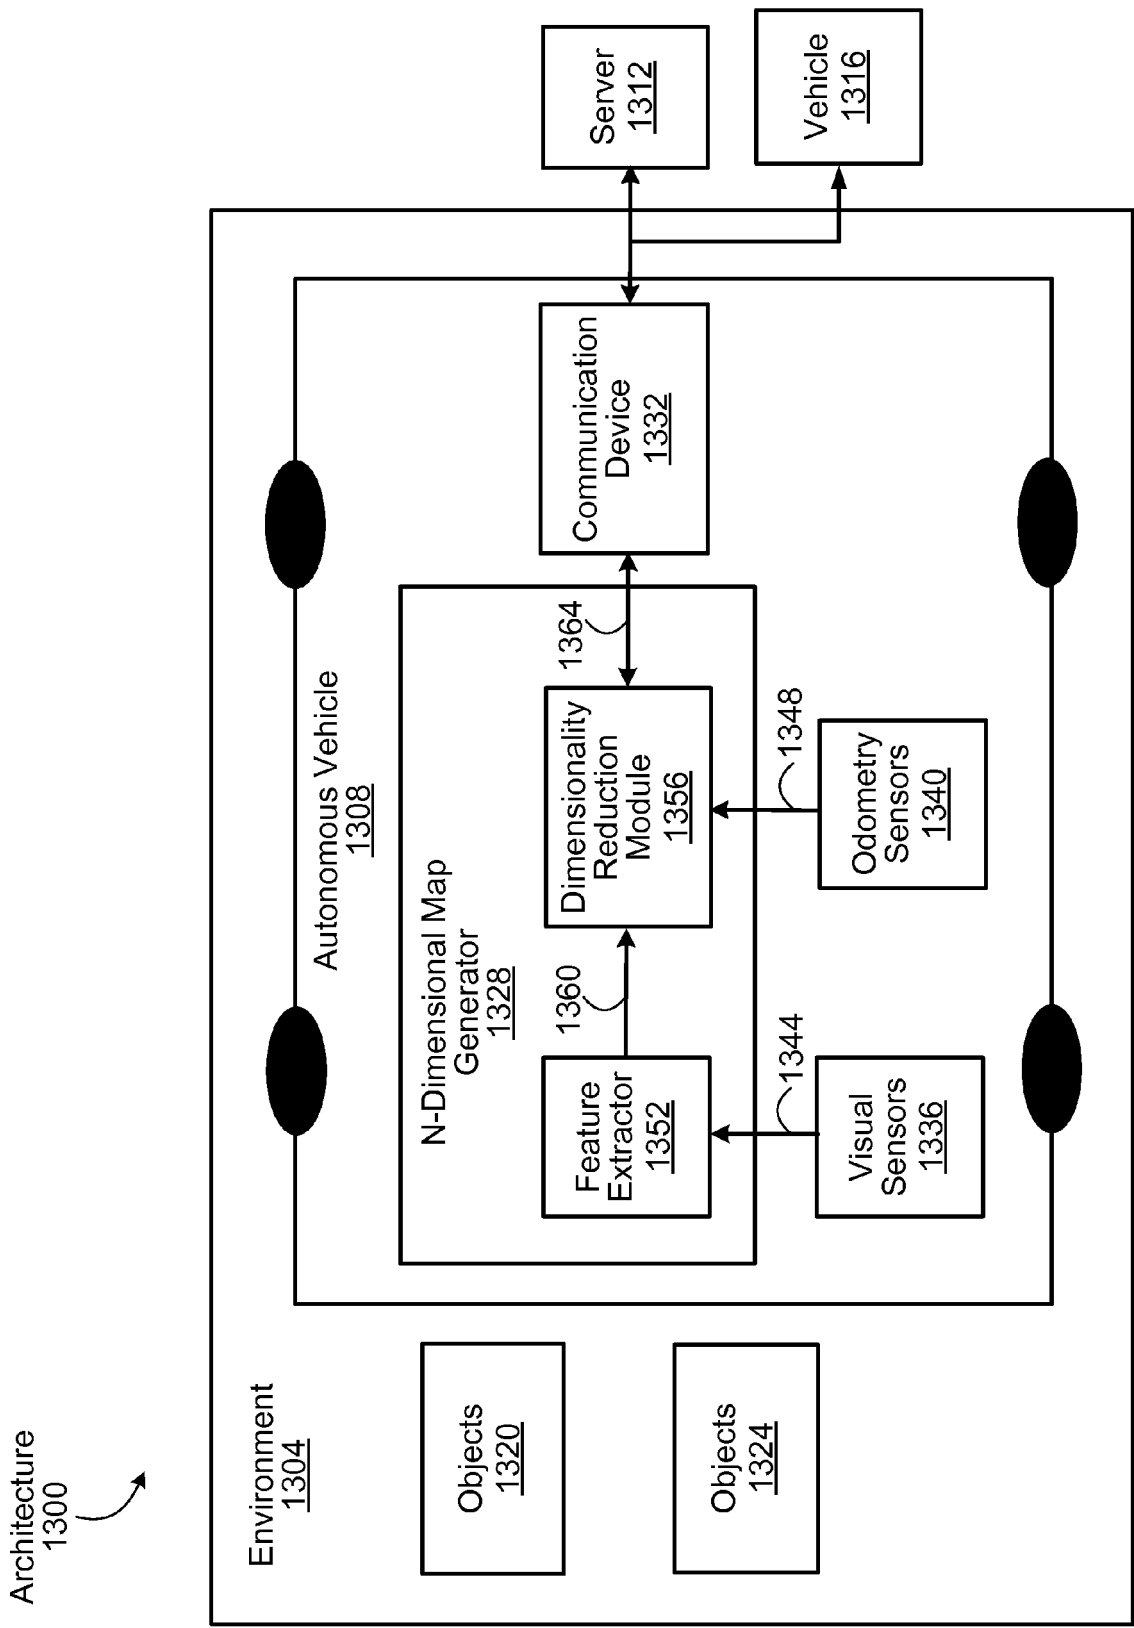 Architecture
1300
Environment
1304
Objects
1320
Objects
1324
Autonomous Vehicle
1308
N-Dimensional Map
Generator
1328
Feature
Extractor
1352
1360
Dimensionality
Reduction
Module
1356
1364
Visual
Sensors
1336
1344
Odometry
Sensors
1340
1348
Communication
Device
1332
Server
1312
Vehicle
1316